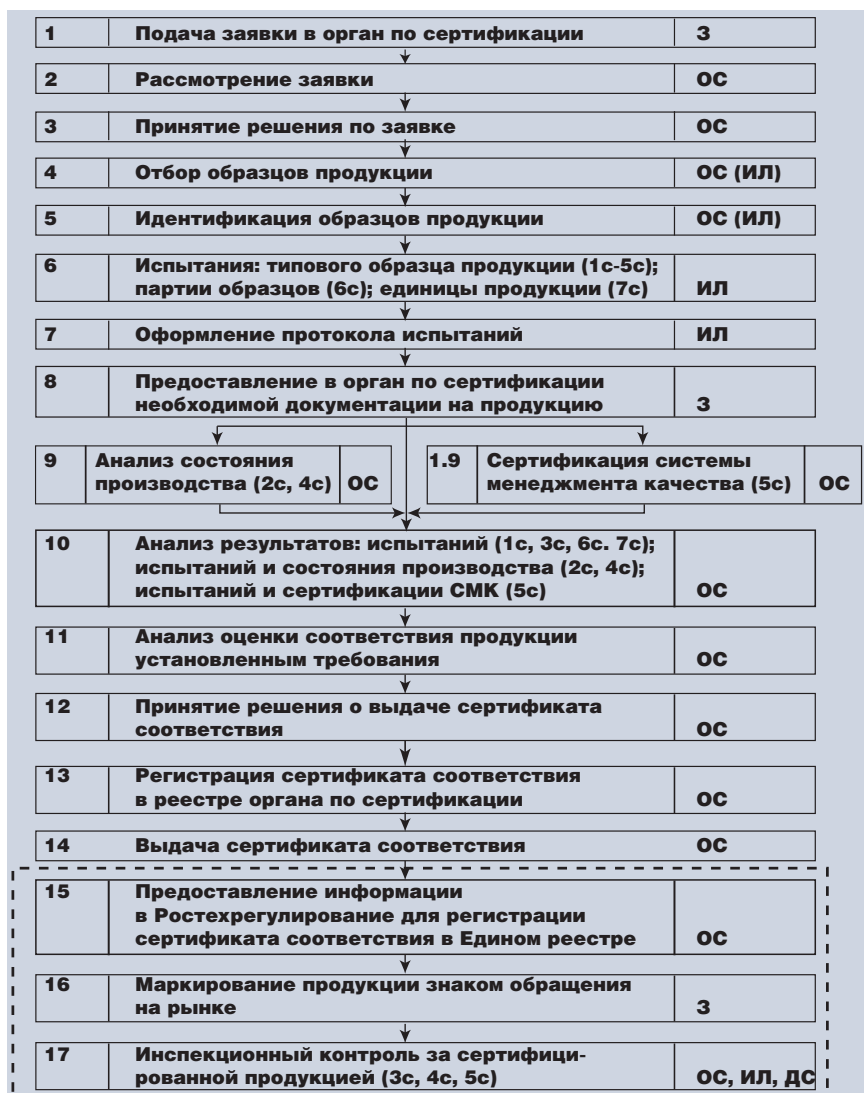 1 Подача заявки в орган по сертификации З
2 Рассмотрение заявки ОС
3 Принятие решения по заявке ОС
4 Отбор образцов продукции ОС (ИЛ)
5 Идентификация образцов продукции ОС (ИЛ)
6 Испытания: типового образца продукции (1с-5с);
партии образцов (6с); единицы продукции (7с) ИЛ
7 Оформление протокола испытаний ИЛ
8 Предоставление в орган по сертификации
необходимой документации на продукцию З
9 Анализ состояния
производства (2с, 4с) ОС
1.9 Сертификация системы
менеджмента качества (5с) ОС
10 Анализ результатов: испытаний (1с, 3с, 6с. 7с);
испытаний и состояния производства (2с, 4с);
испытаний и сертификации СМК (5с) ОС
11 Анализ оценки соответствия продукции
установленным требования ОС
12 Принятие решения о выдаче сертификата
соответствия ОС
13 Регистрация сертификата соответствия
в реестре органа по сертификации ОС
14 Выдача сертификата соответствия ОС
15 Предоставление информации
в Ростехрегулирование для регистрации
сертификата соответствия в Едином реестре ОС
16 Маркирование продукции знаком обращения
на рынке З
17 Инспекционный контроль за сертифици-
рованной продукцией (3с, 4с, 5с) ОС, ИЛ, ДС